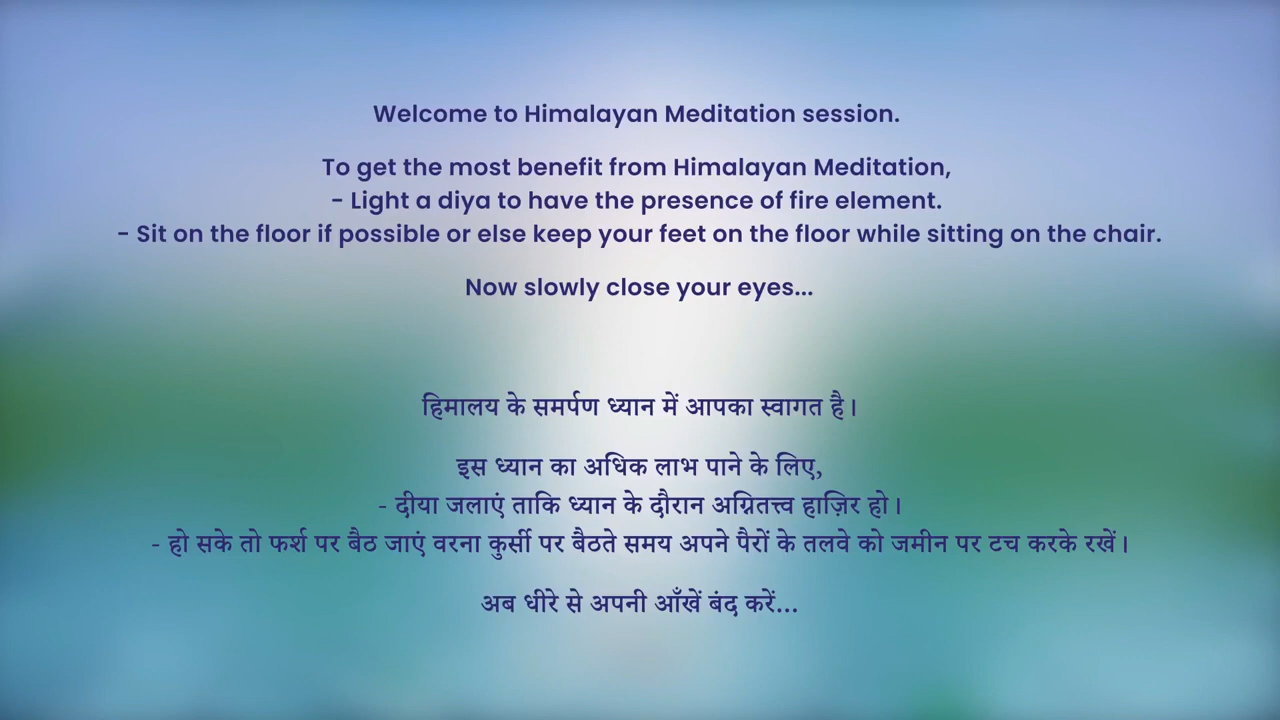 Welcome to Himalayan Meditation session.
To get the most benefit from Himalayan Meditation,
- Light a diya to have the presence of fire element.
- Sit on the floor if possible or else keep your feet on the floor while sitting on the chair.
Now slowly close your eyes...
हिमालय के समर्पण ध्यान में आपका स्वागत है।
इस ध्यान का अधिक लाभ पाने के लिए,
- दीया जलाएं ताकि ध्यान के दौरान अग्नितत्त्व हाज़िर हो।
- हो सके तो फर्श पर बैठ जाएं वरना कुर्सी पर बैठते समय अपने पैरों के तलवे को जमीन पर टच करके रखें।
अब धीरे से अपनी आँखें बंद करें...